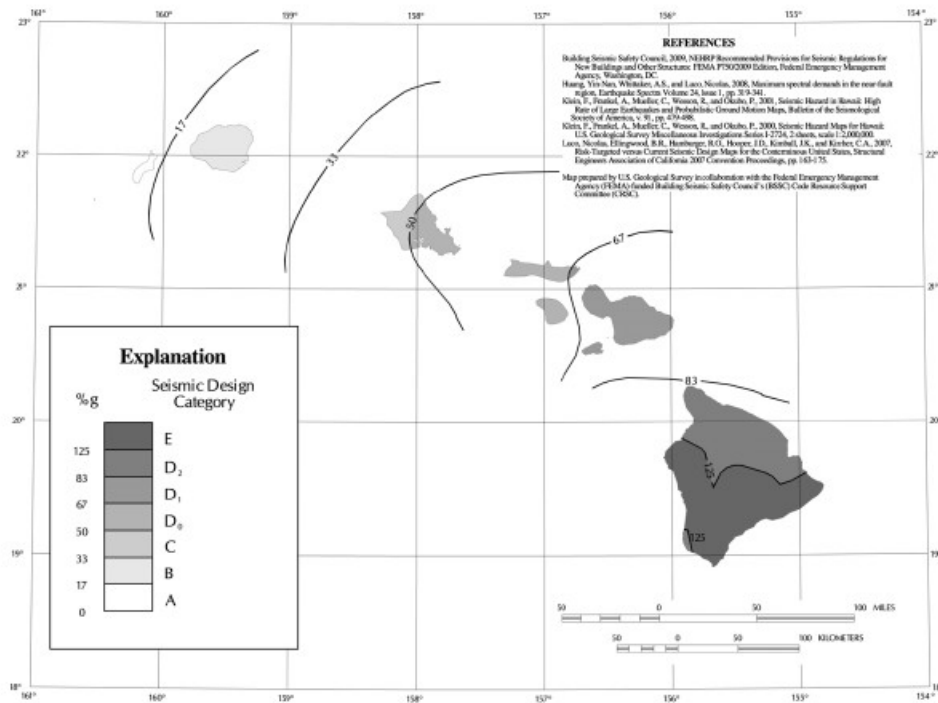 161°
160°
159°
158°
157°
156°
155°
154°
23°
23°
REFERENCES
Building Seismic Safety Council, 2009, NEHRP Recommended Provisions for Seismic Regulations for
New Buildings and Other Structures: FEMA P750/2009 Edition, Federal Emergency Management
Agency, Washington, DC.
Huang, Yin-Nan, Whittaker, A.S., and Luco, Nicolas, 2008, Maximum spectral demands in the near-fault
region, Earthquake Spectra, Volume 24, Issue 1, pp. 319-341.
Klein, F., Frankel, A., Mueller, C., Wesson, R., and Okubo, P., 2001, Seismic Hazard in Hawaii: High
Rate of Large Earthquakes and Probabilistic Ground Motion Maps, Bulletin of the Seismological
Society of America, v. 91, pp. 479-498.
Klein, F., Frankel, A., Mueller, C., Wesson, R., and Okubo, P., 2000, Seismic Hazard Maps for Hawaii:
U.S. Geological Survey Miscellaneous Investigations Series I-2724, 2 sheets, scale 1:2,000,000.
Luco, Nicolas, Ellingwood, B.R., Hamburger, R.O., Hooper, J.D., Kimball, J.K., and Kircher, C.A., 2007,
Risk-Targeted versus Current Seismic Design Maps for the Conterminous United States, Structural
Engineers Association of California 2007 Convention Proceedings, pp. 163-175.
Map prepared by U.S. Geological Survey in collaboration with the Federal Emergency Management
Agency (FEMA)-funded Building Seismic Safety Council's (BSSC) Code Resource Support
Committee (CRSC).
17
33
50
67
83
125
125
22°
22°
21°
21°
20°
20°
19°
19°
18°
18°
Explanation
%g
Seismic Design
Category
E
125
D₂
83
D₁
67
D₀
50
C
33
B
17
A
0
50 0 50 100 MILES
50 0 50 100 KILOMETERS
161°
160°
159°
158°
157°
156°
155°
154°